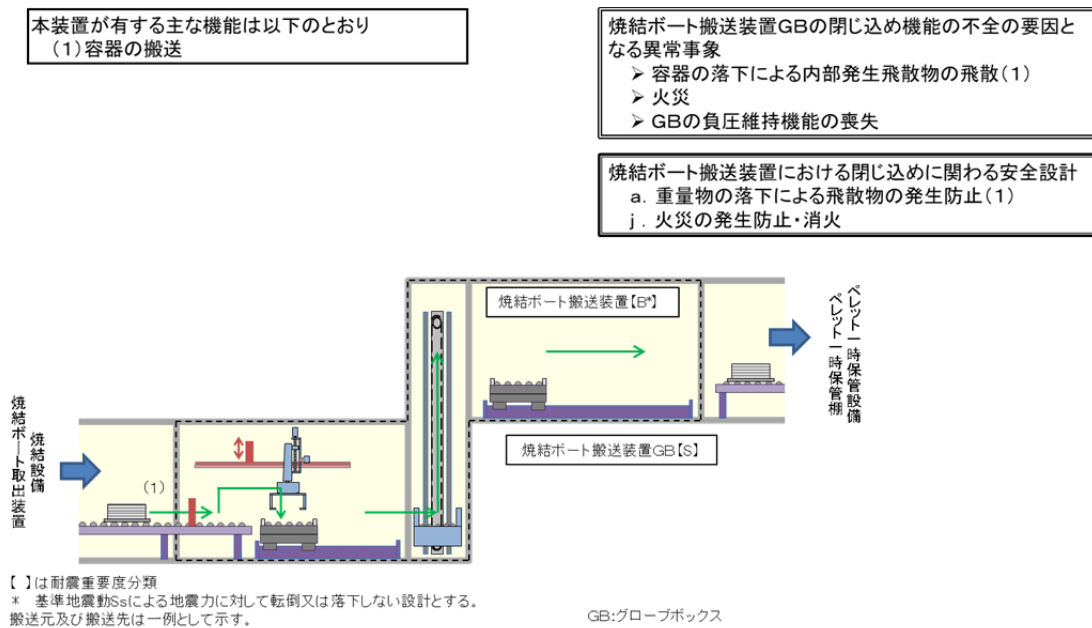 本装置が有する主な機能は以下のとおり
(1)容器の搬送
焼結ボート搬送装置GBの閉じ込め機能の不全の要因と
なる異常事象
➢ 容器の落下による内部発生飛散物の飛散(1)
➢ 火災
➢ GBの負圧維持機能の喪失
焼結ボート搬送装置における閉じ込めに関わる安全設計
a. 重量物の落下による飛散物の発生防止(1)
j. 火災の発生防止・消火
焼結ボート搬送装置【B*】
ペレット一時保管設備
ペレット一時保管棚
焼結ボート搬送装置GB【S】
焼結設備
焼結ボート取出装置
(1)
【 】は耐震重要度分類
* 基準地震動Ssによる地震力に対して転倒又は落下しない設計とする。
搬送元及び搬送先は一例として示す。
GB:グローブボックス